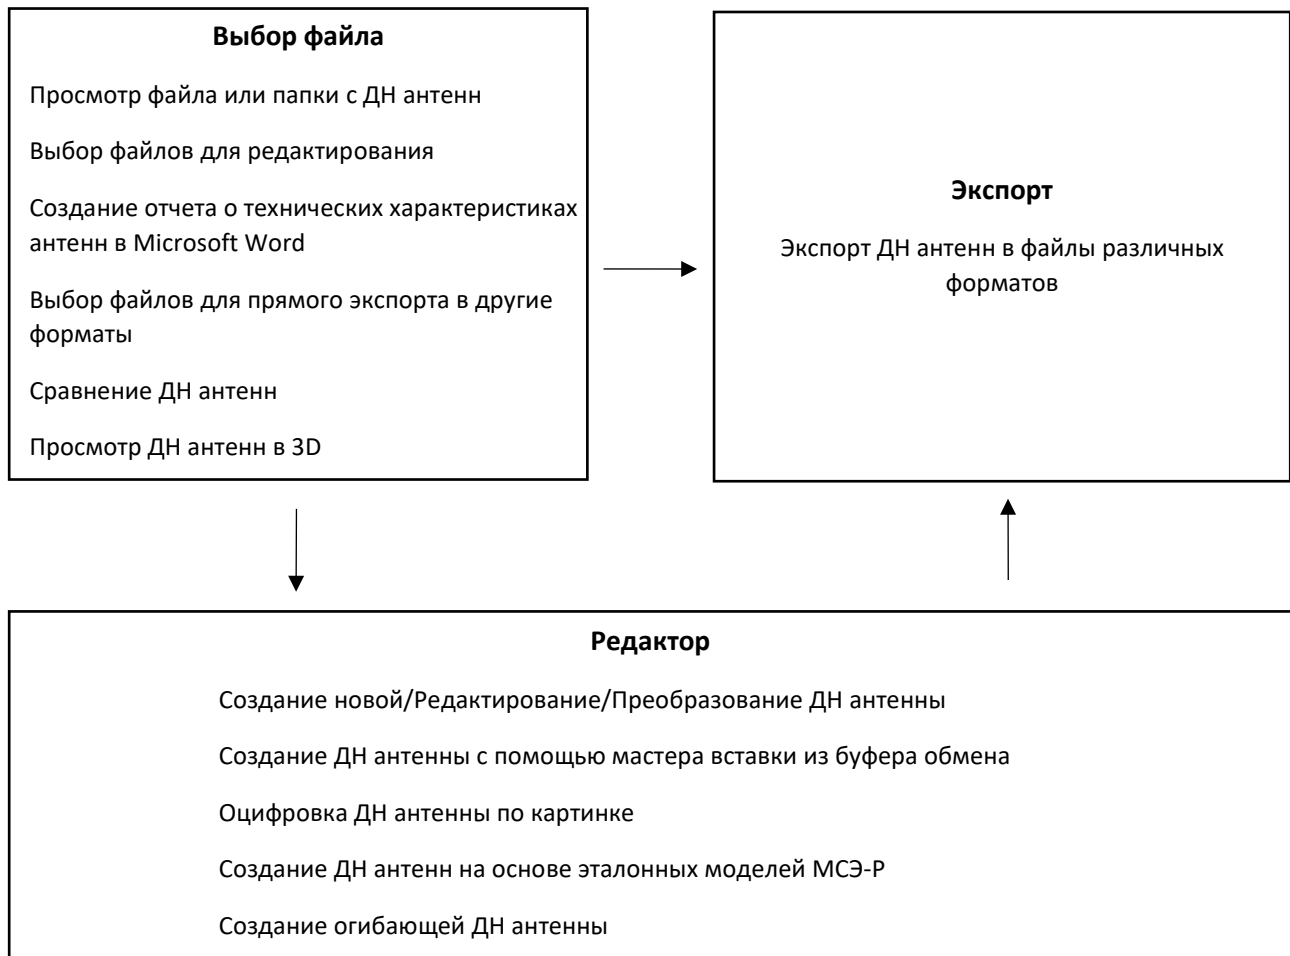 Выбор файла
Просмотр файла или папки с ДН антенн
Выбор файлов для редактирования
Создание отчета о технических характеристиках
антенн в Microsoft Word
Выбор файлов для прямого экспорта в другие
форматы
Сравнение ДН антенн
Просмотр ДН антенн в 3D
Экспорт
Экспорт ДН антенн в файлы различных
форматов
Редактор
Создание новой/Редактирование/Преобразование ДН антенны
Создание ДН антенны с помощью мастера вставки из буфера обмена
Оцифровка ДН антенны по картинке
Создание ДН антенн на основе эталонных моделей МСЭ-Р
Создание огибающей ДН антенны